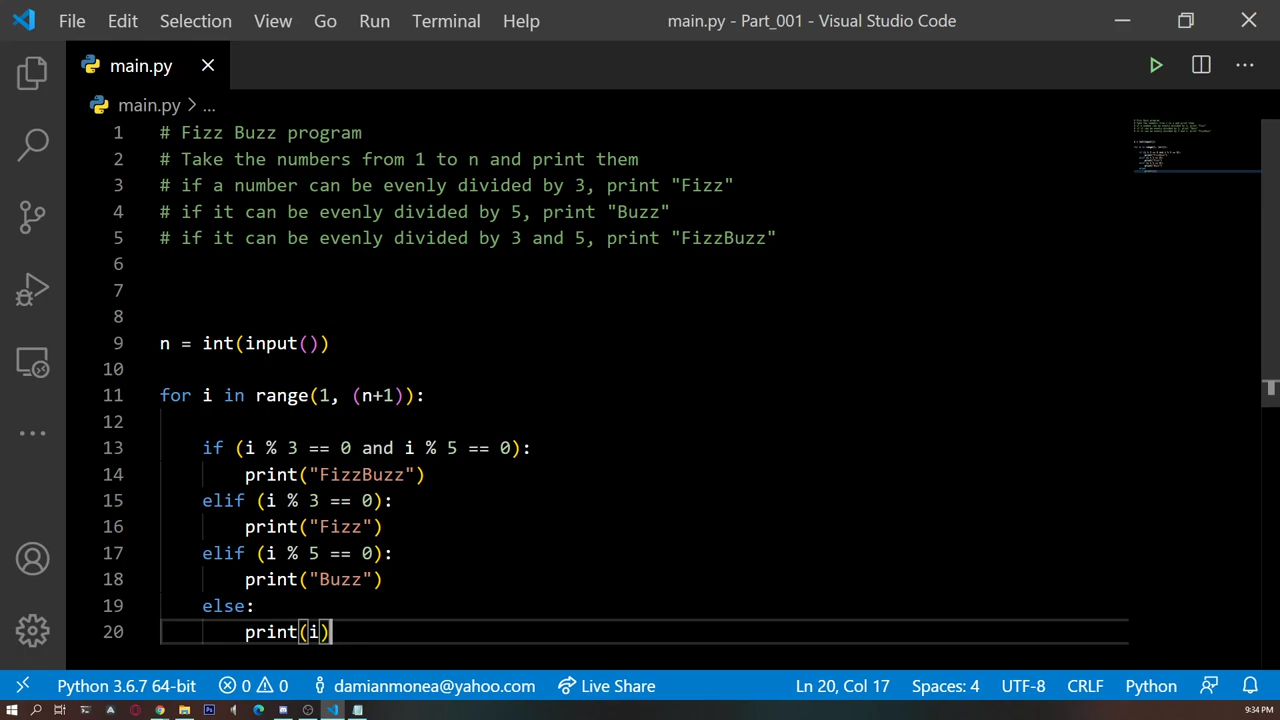 File Edit Selection View Go Run Terminal Help main.py - Part_001 - Visual Studio Code
main.py
main.py > ...
1 # Fizz Buzz program
2 # Take the numbers from 1 to n and print them
3 # if a number can be evenly divided by 3, print "Fizz"
4 # if it can be evenly divided by 5, print "Buzz"
5 # if it can be evenly divided by 3 and 5, print "FizzBuzz"
6
7
8
9 n = int(input())
10
11 for i in range(1, (n+1)):
12
13     if (i % 3 == 0 and i % 5 == 0):
14         print("FizzBuzz")
15     elif (i % 3 == 0):
16         print("Fizz")
17     elif (i % 5 == 0):
18         print("Buzz")
19     else:
20         print(i)
Python 3.6.7 64-bit 0 0 damianmonea@yahoo.com Live Share Ln 20, Col 17 Spaces: 4 UTF-8 CRLF Python
9:34 PM